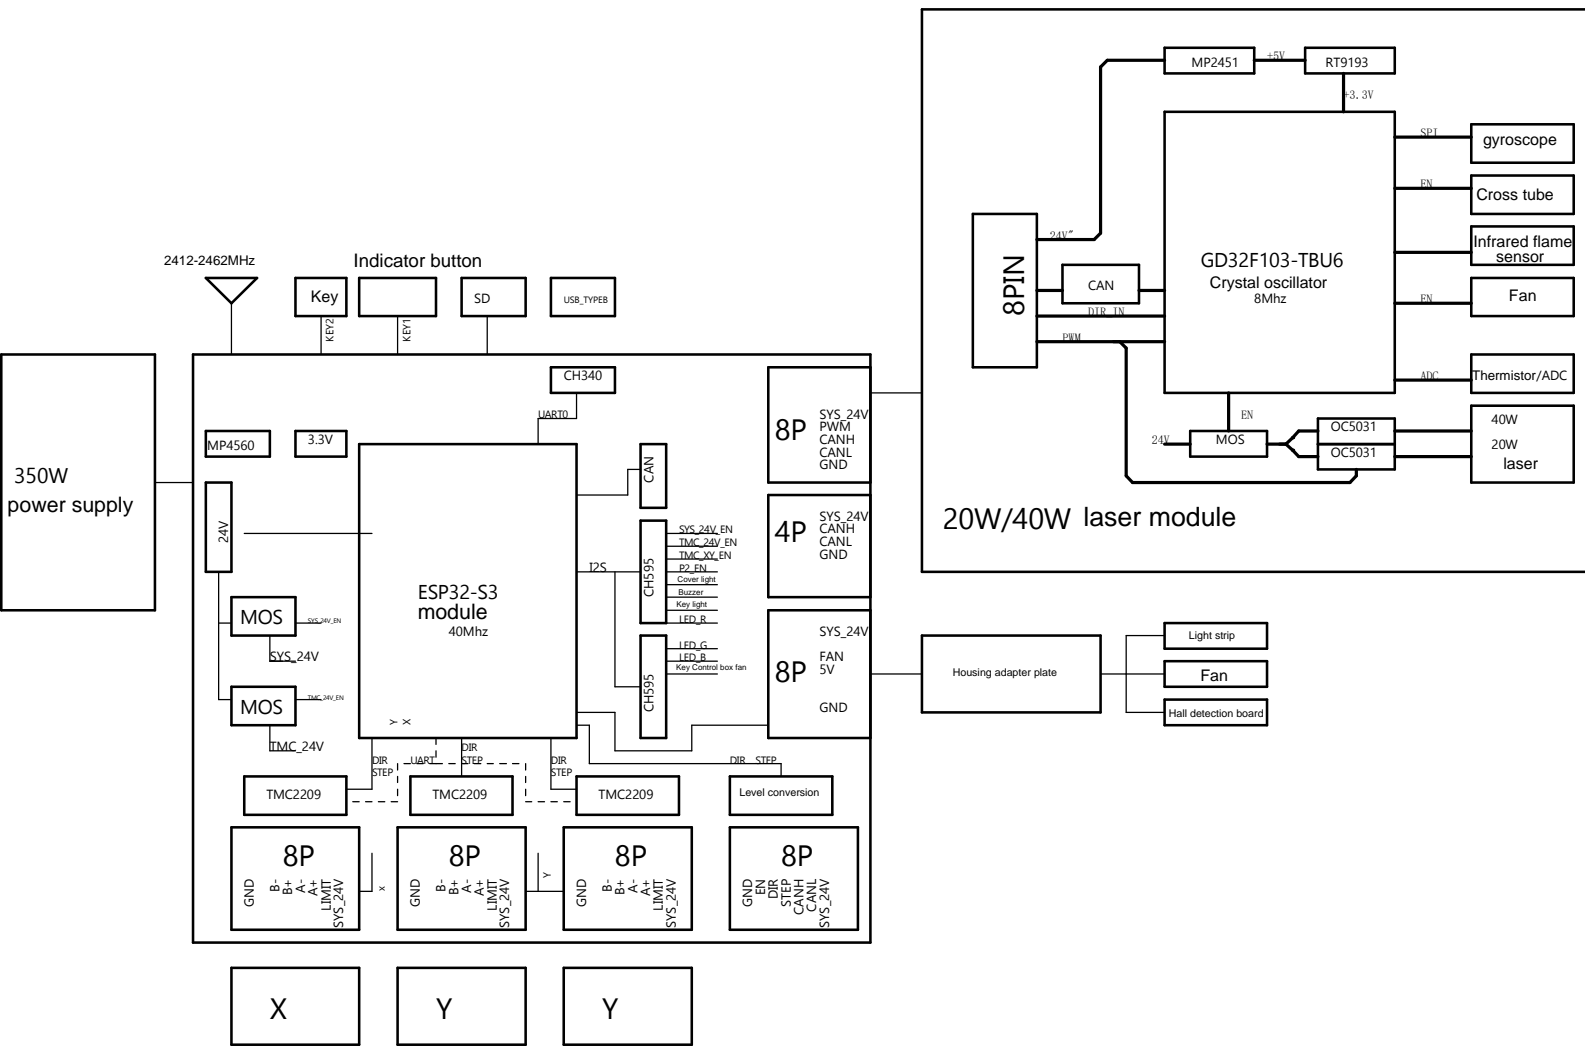 MP2451
+5V
RT9193
+3.3V
SPI
gyroscope
EN
Cross tube
24V"
Infrared flame
sensor
8PIN
CAN
GD32F103-TBU6
Crystal oscillator
8Mhz
EN
Fan
DIR_IN
PWM
ADC
Thermistor/ADC
EN
24V
MOS
OC5031
OC5031
40W
20W
laser
20W/40W laser module
2412-2462MHz
Indicator button
Key
SD
USB_TYPEB
KEY2
KEY1
350W
power supply
CH340
UART0
MP4560
3.3V
24V
ESP32-S3
module
40Mhz
Y
X
CAN
I2S
CH595
SYS_24V_EN
TMC_24V_EN
TMC_XY_EN
P2_EN
Cover light
Buzzer
Key light
LED_R
CH595
LED_G
LED_B
Key Control box fan
8P
SYS_24V
PWM
CANH
CANL
GND
4P
SYS_24V
CANH
CANL
GND
8P
SYS_24V
FAN
5V
GND
Housing adapter plate
Light strip
Fan
Hall detection board
MOS
SYS_24V_EN
SYS_24V
MOS
TMC_24V_EN
TMC_24V
DIR
STEP
UART
DIR
STEP
DIR
STEP
DIR STEP
TMC2209
TMC2209
TMC2209
Level conversion
8P
GND
B-
B+
A-
A+
LIMIT
SYS_24V
x
8P
GND
B-
B+
A-
A+
LIMIT
SYS_24V
Y
8P
GND
B-
B+
A-
A+
LIMIT
SYS_24V
8P
GND
EN
DIR
STEP
CANH
CANL
SYS_24V
X
Y
Y